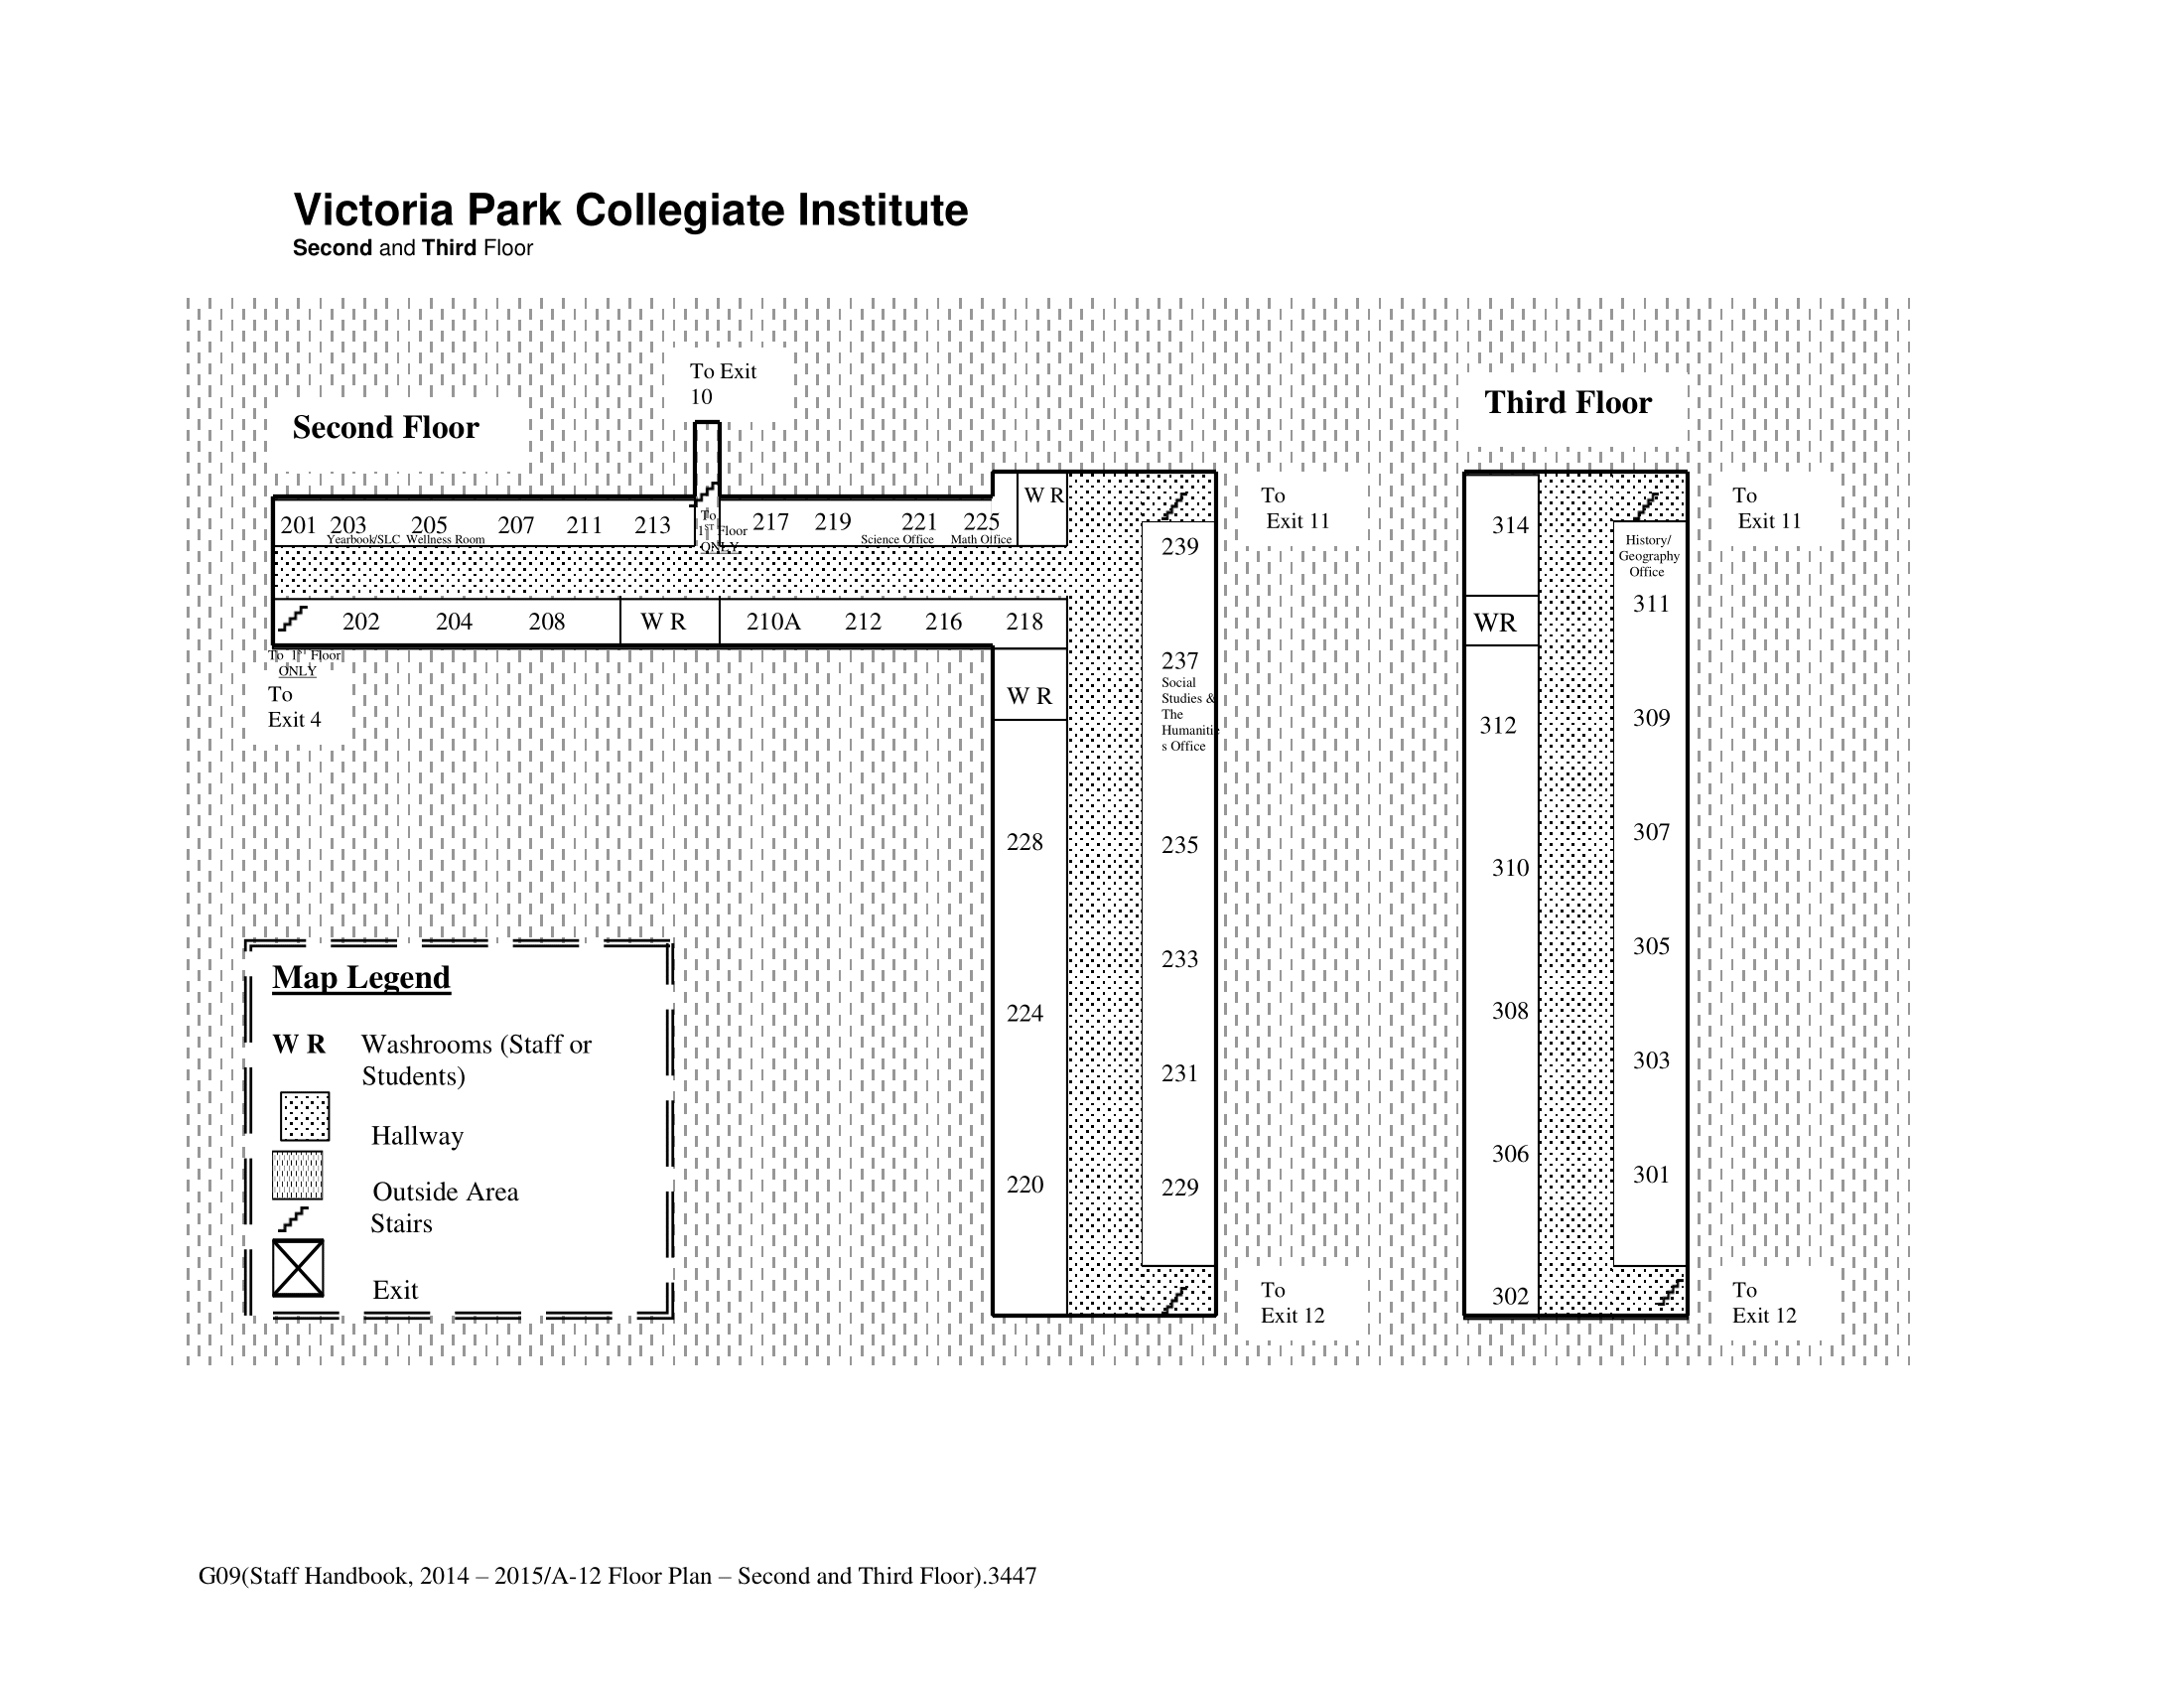 Victoria Park Collegiate Institute
Second and Third Floor
To Exit
10
Second Floor
Third Floor
201 203 205 207 211 213
Yearbook/SLC Wellness Room
To
1ST Floor
ONLY
217 219 221 225
Science Office Math Office
W R
To
Exit 11
202 204 208 W R 210A 212 216 218
To 1ST Floor
ONLY
To
Exit 4
W R
228
224
220
239
237
Social
Studies &
The
Humanitie
s Office
235
233
231
229
To
Exit 12
314
WR
312
310
308
306
302
History/
Geography
Office
311
309
307
305
303
301
To
Exit 11
To
Exit 12
Map Legend
W R Washrooms (Staff or
Students)
Hallway
Outside Area
Stairs
Exit
G09(Staff Handbook, 2014 – 2015/A-12 Floor Plan – Second and Third Floor).3447